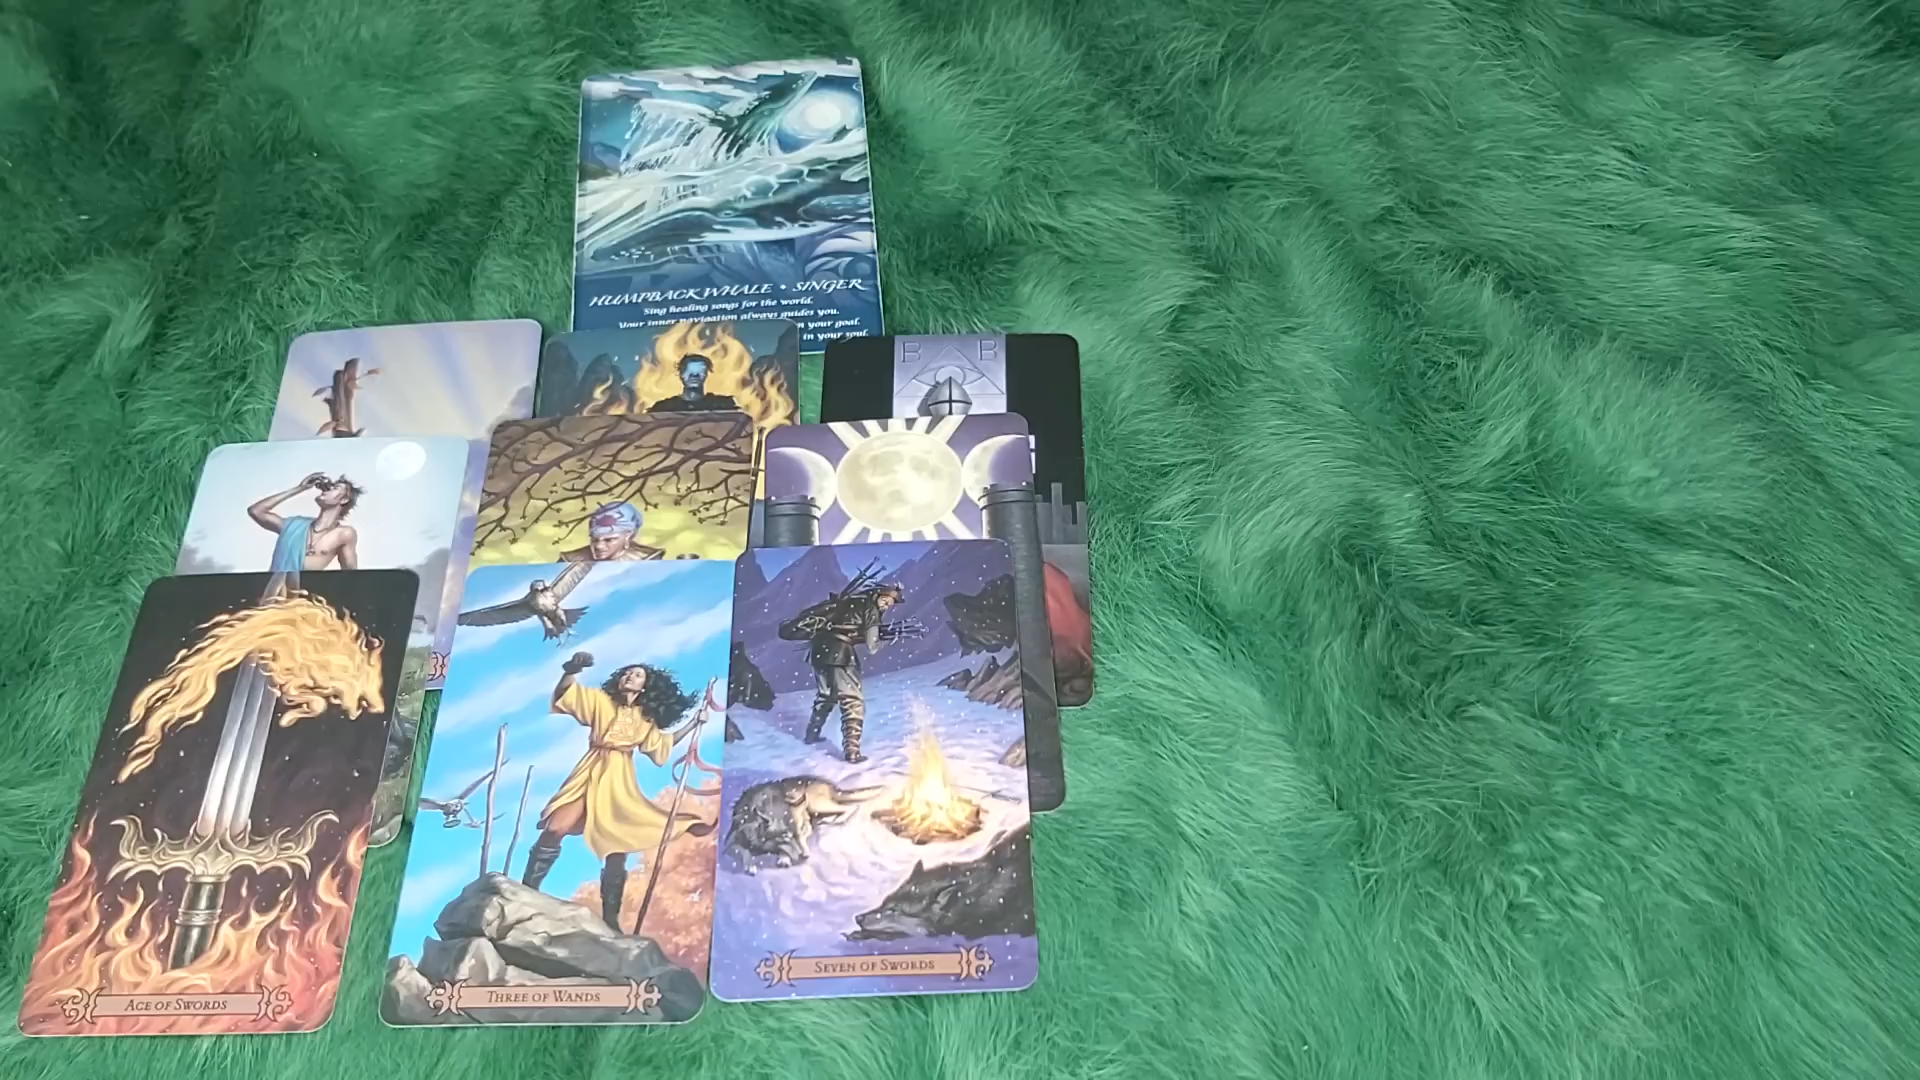 HUMPBACK WHALE • SINGER
Sing healing songs for the world.
Your inner navigation always guides you.
n your goal.
in your soul.
B B
ACE OF SWORDS
THREE OF WANDS
SEVEN OF SWORDS